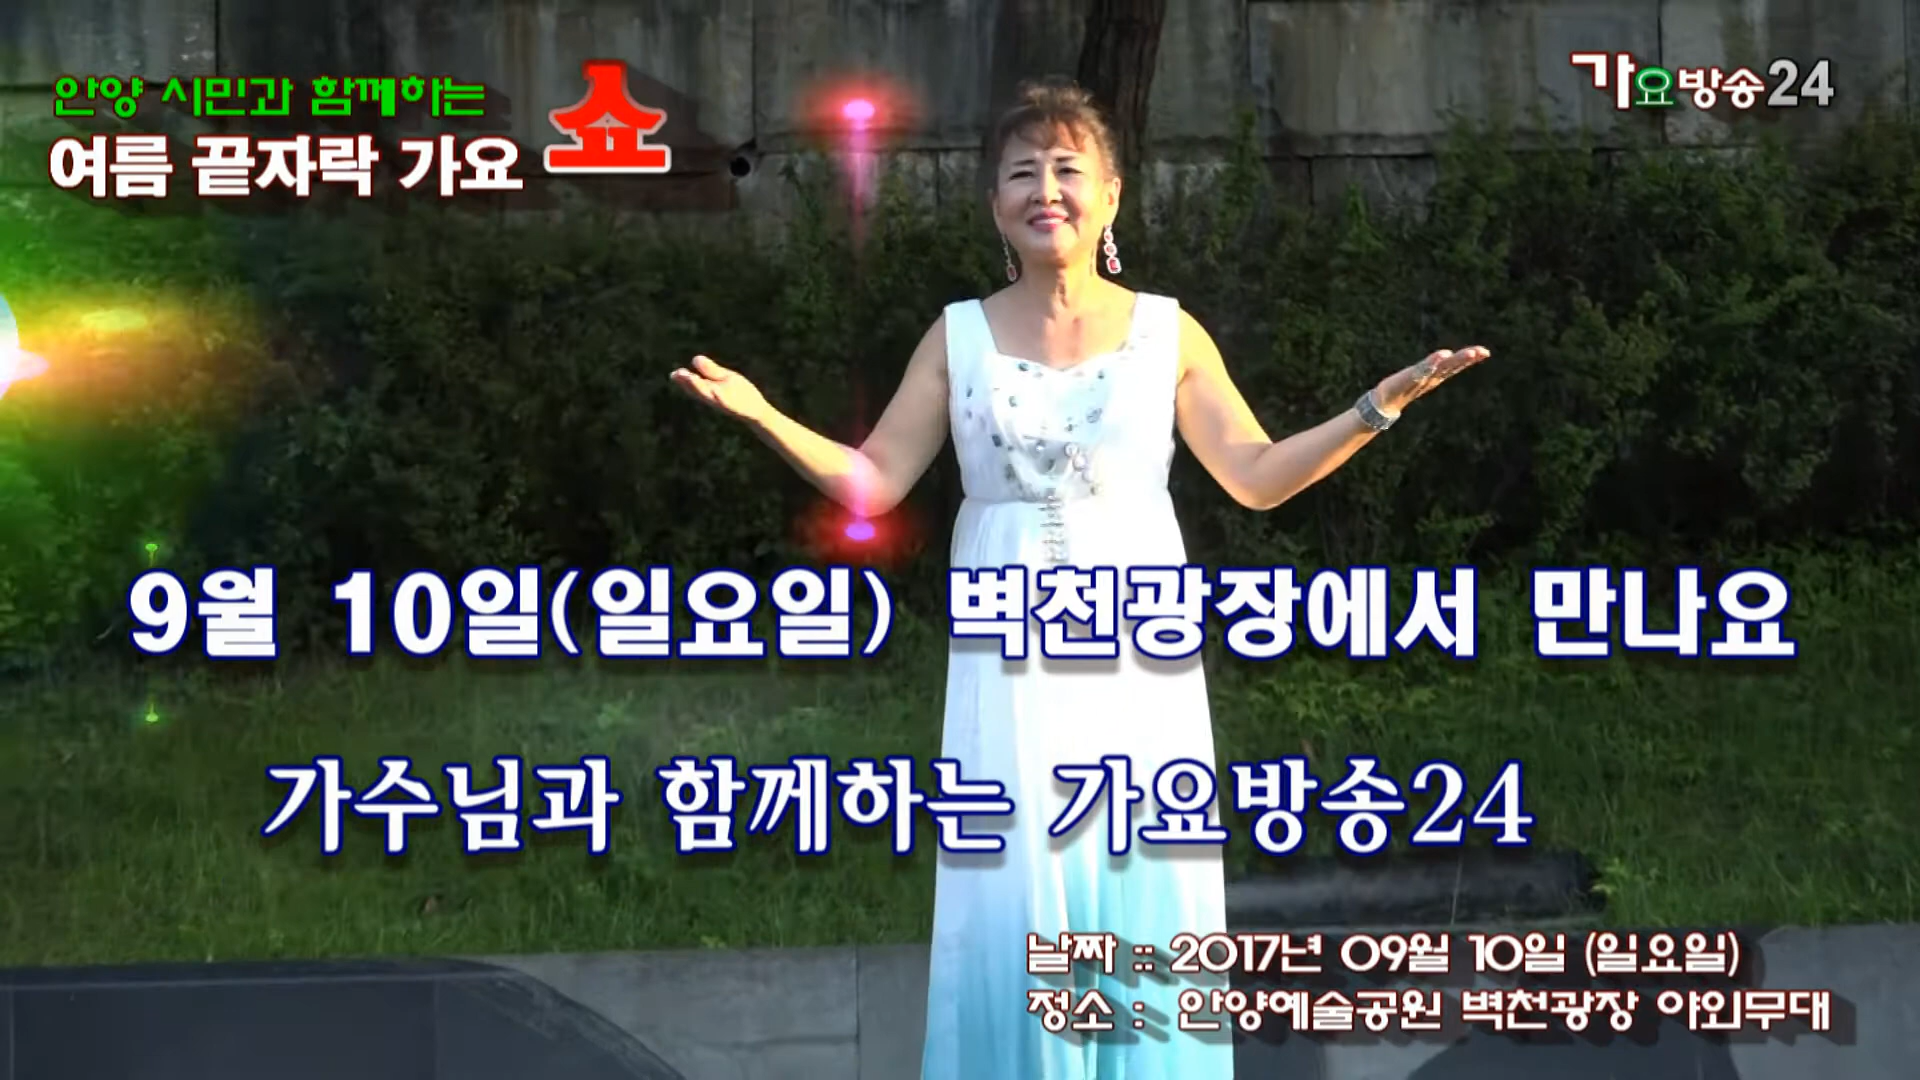 안양 시민과 함께하는
여름 끝자락 가요 쇼
가요방송24
9월 10일(일요일) 벽천광장에서 만나요
가수님과 함께하는 가요방송24
날짜 :: 2017년 09월 10일 (일요일)
정소 : 안양예술공원 벽천광장 야외무대